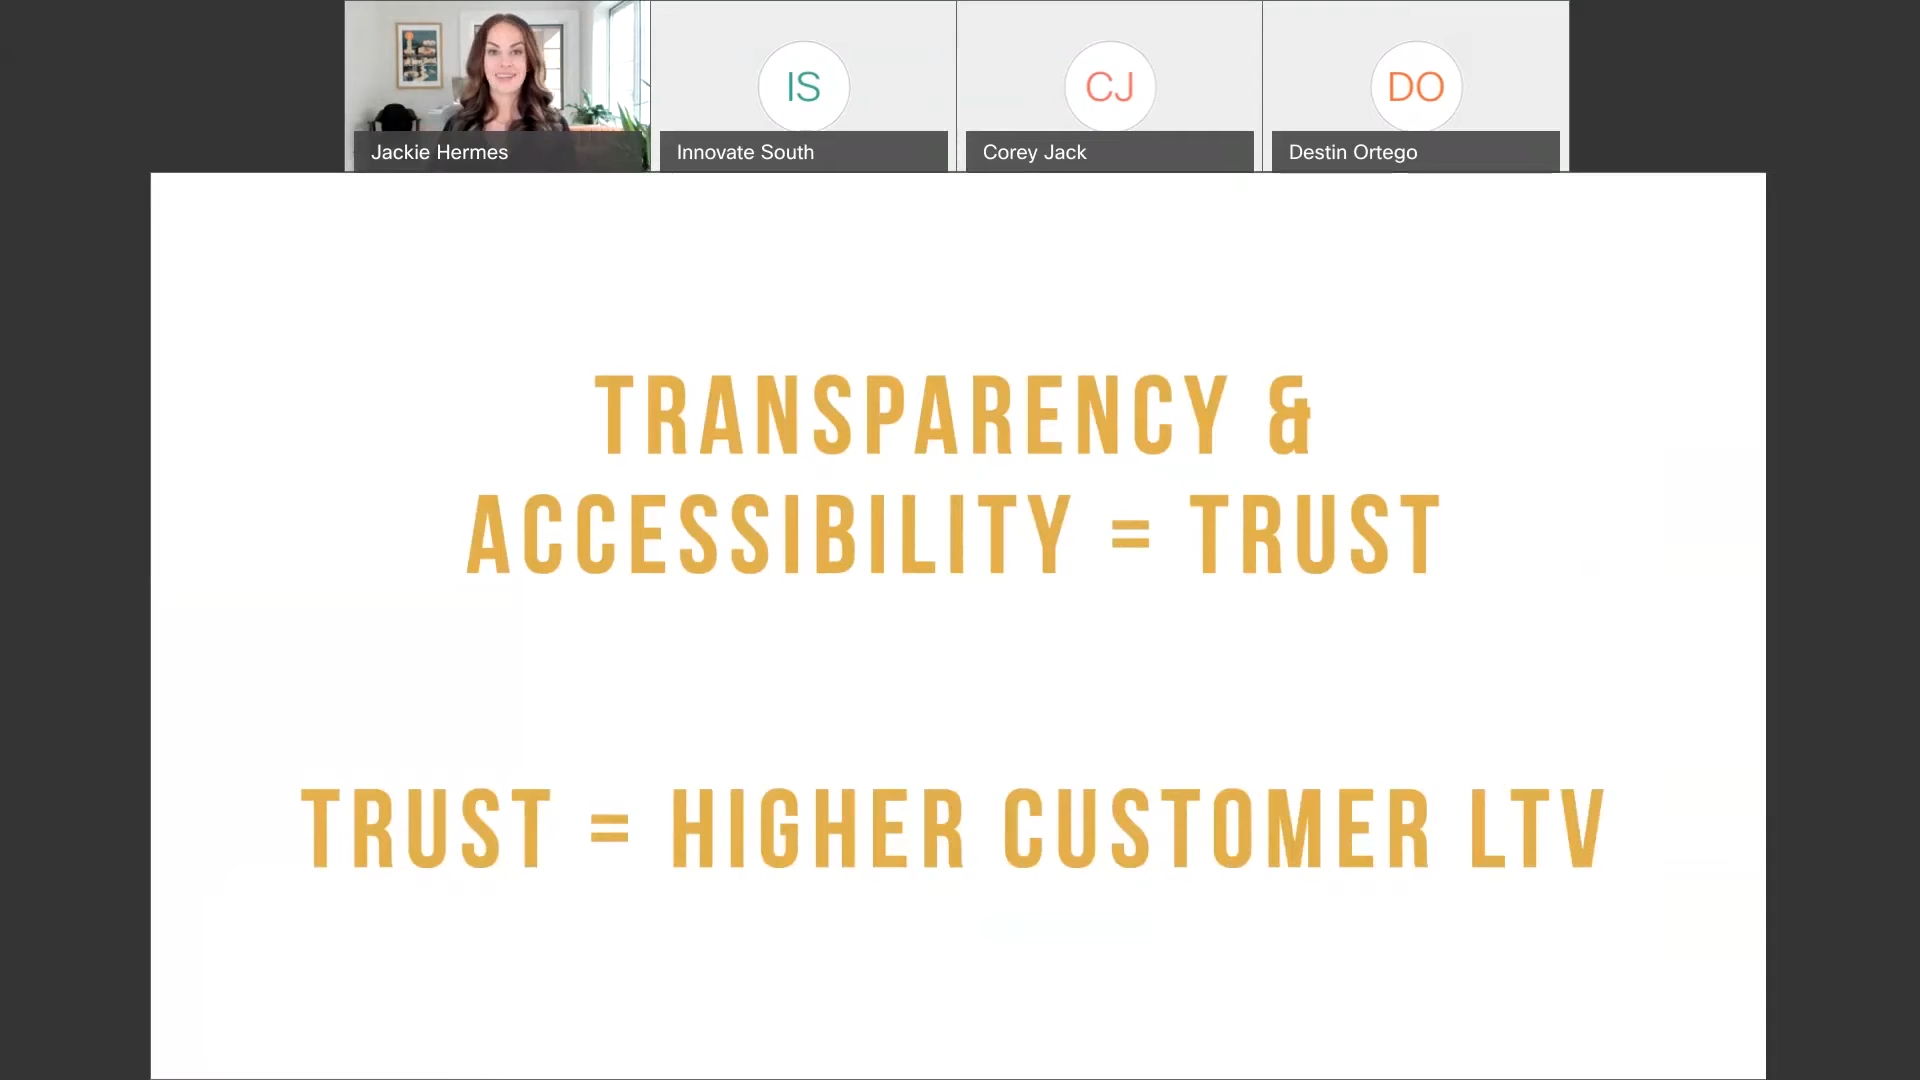 IS
CJ
DO
Jackie Hermes
Innovate South
Corey Jack
Destin Ortego
TRANSPARENCY &
ACCESSIBILITY = TRUST
TRUST = HIGHER CUSTOMER LTV